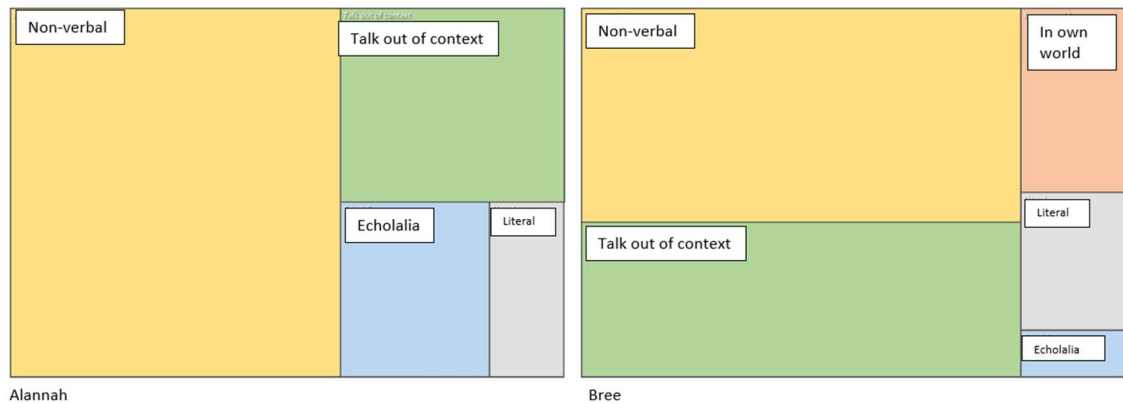 Non-verbal
Talk out of context
Talk out of context
Echolalia
Literal
Alannah
Non-verbal
In own
world
Literal
Talk out of context
Echolalia
Bree